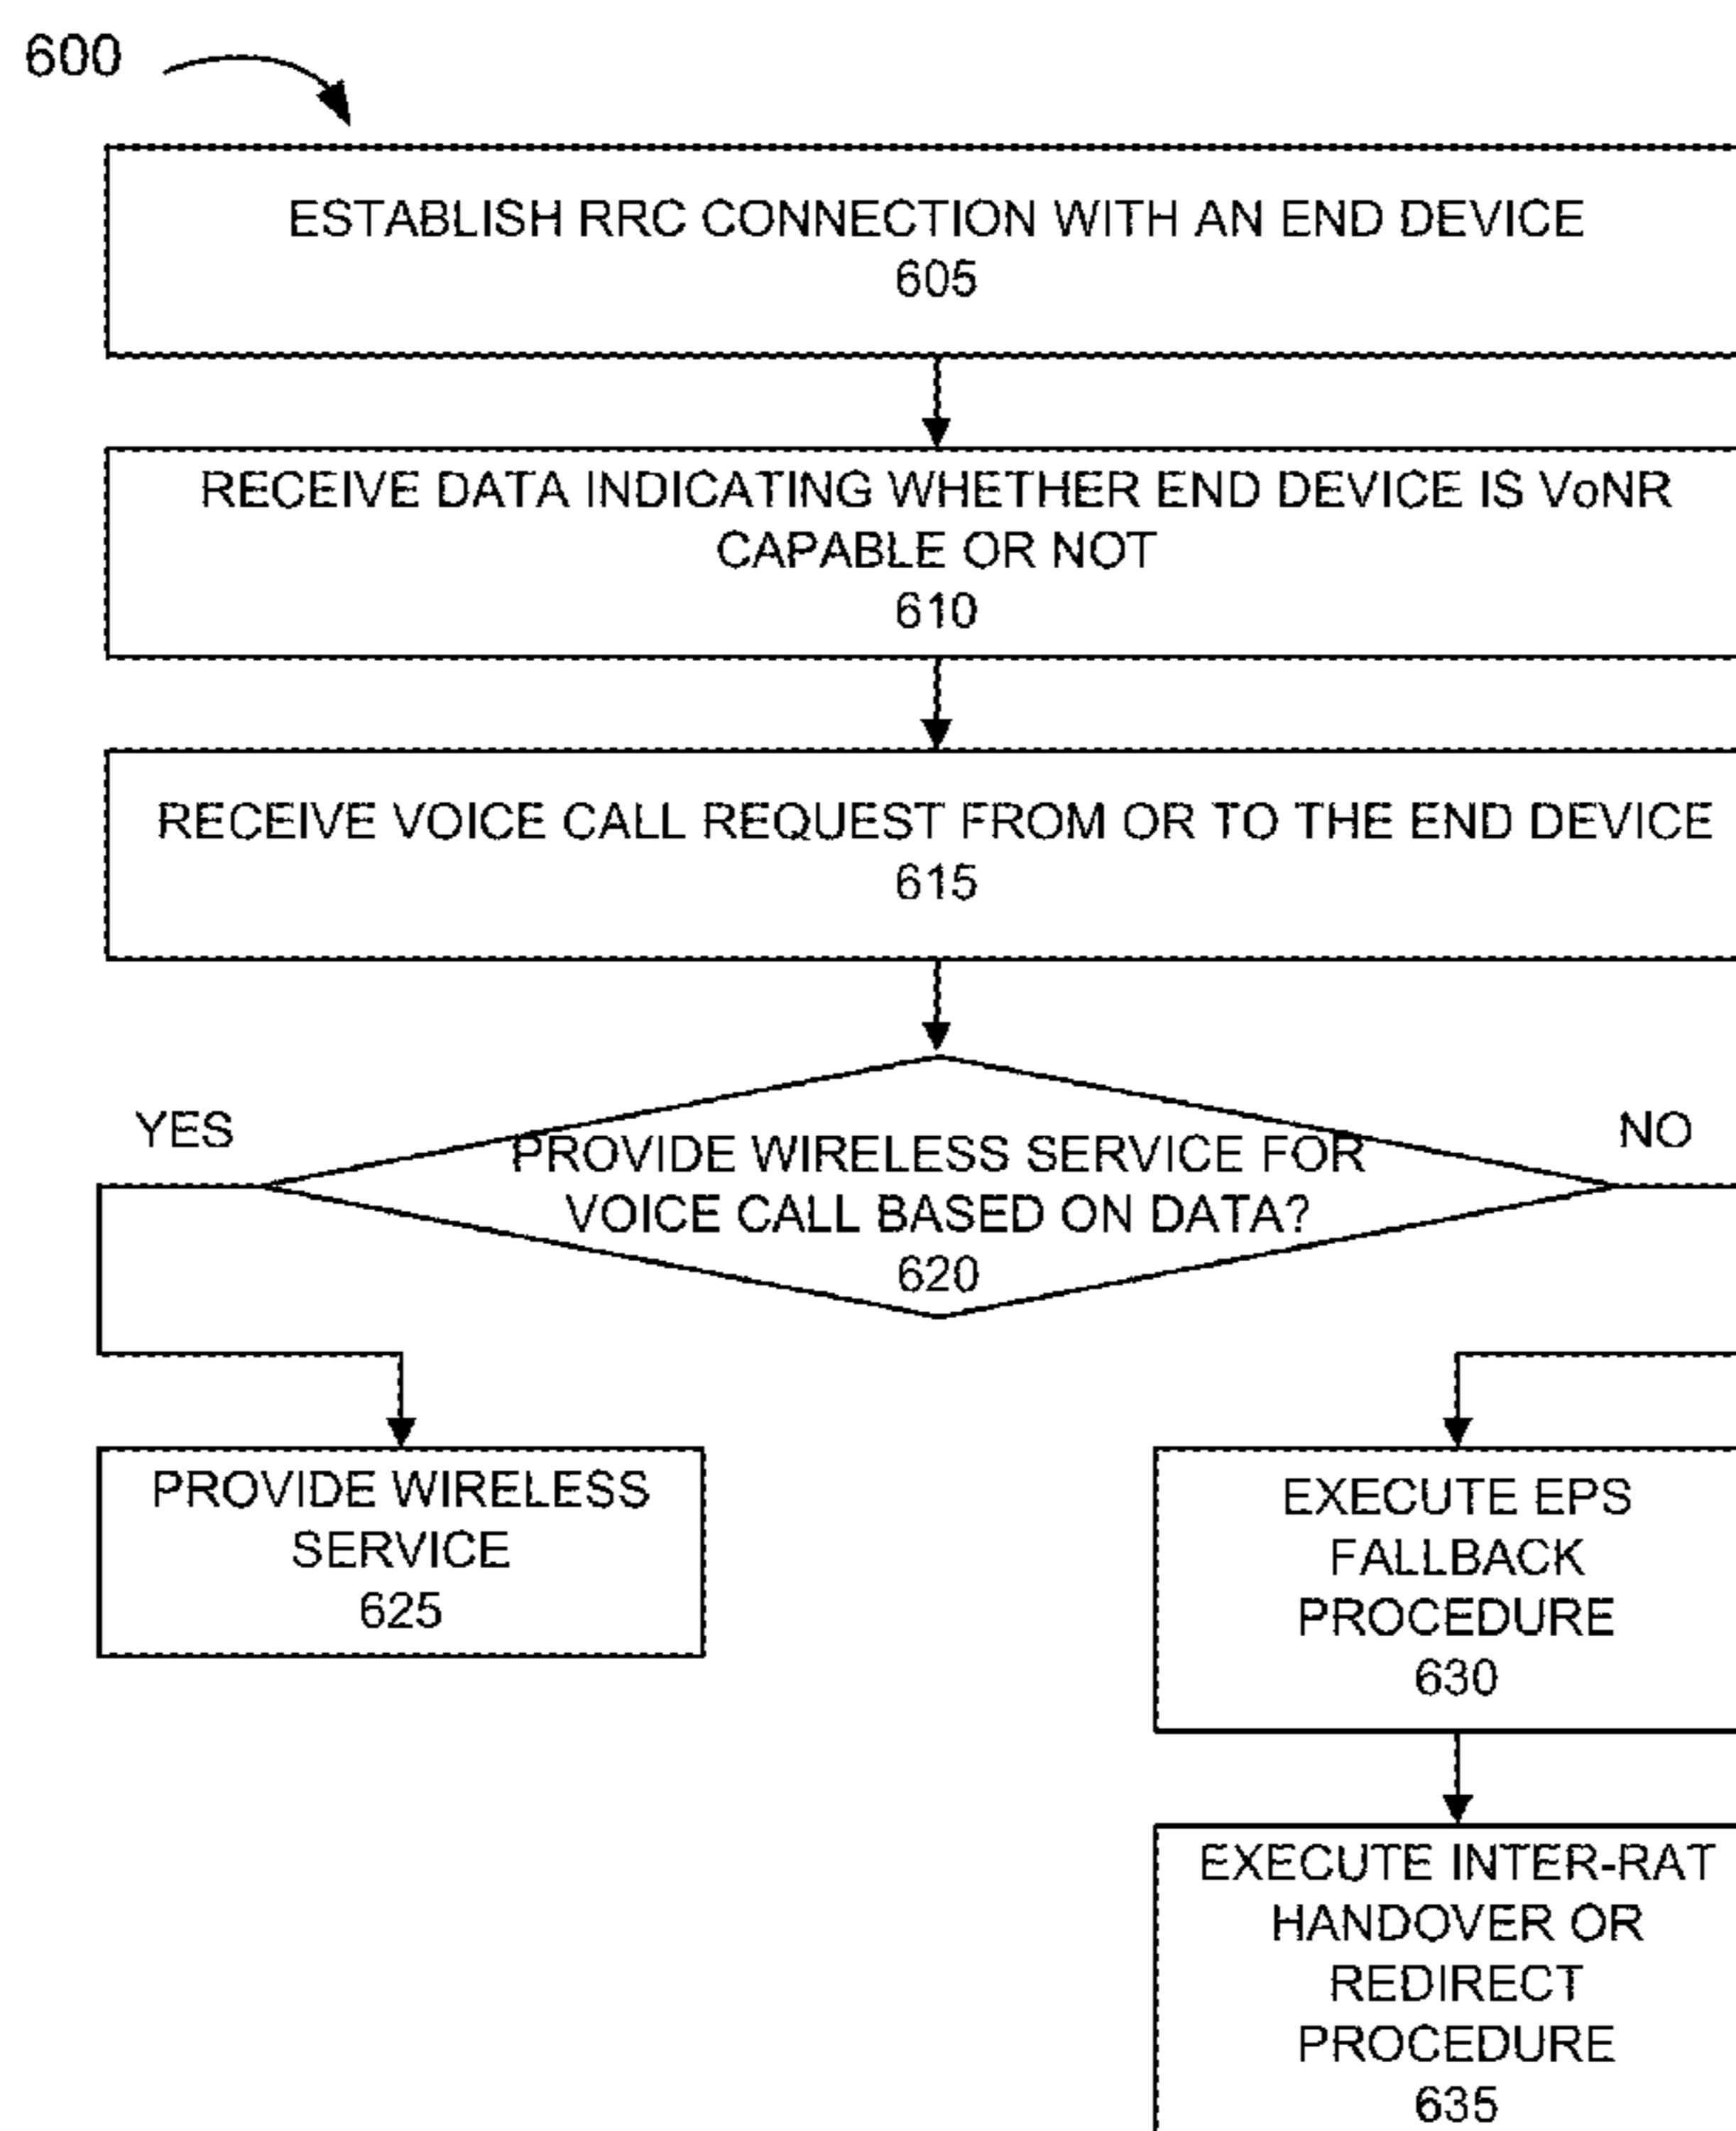 600
ESTABLISH RRC CONNECTION WITH AN END DEVICE
605
RECEIVE DATA INDICATING WHETHER END DEVICE IS VoNR
CAPABLE OR NOT
610
RECEIVE VOICE CALL REQUEST FROM OR TO THE END DEVICE
615
YES
NO
PROVIDE WIRELESS SERVICE FOR
VOICE CALL BASED ON DATA?
620
PROVIDE WIRELESS
SERVICE
625
EXECUTE EPS
FALLBACK
PROCEDURE
630
EXECUTE INTER-RAT
HANDOVER OR
REDIRECT
PROCEDURE
635